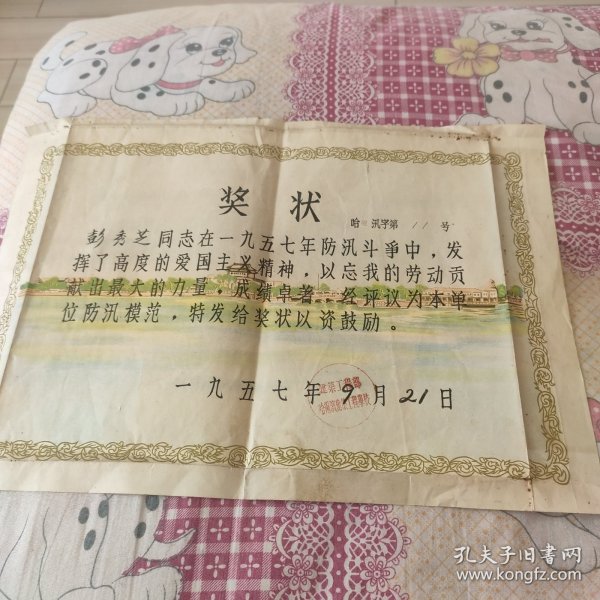 奖状
哈 汛字第 11 号
彭秀芝同志在一九五七年防汛斗争中，发
挥了高度的爱国主义精神，以忘我的劳动贡
献出最大的力量，成绩卓著，经评议为本单
位防汛模范，特发给奖状以资鼓励。
一九五七年9月21日
孔夫子旧书网
www.kongfz.com